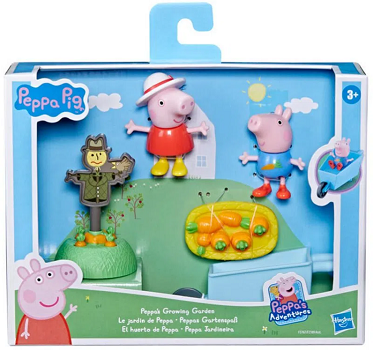 Peppa Pig
3+
Peppa's Growing Garden
Le jardin de Peppa - Peppas Gartenspaß
El huerto de Peppa - Peppa Jardineira
Peppa's
Adventures
Hasbro